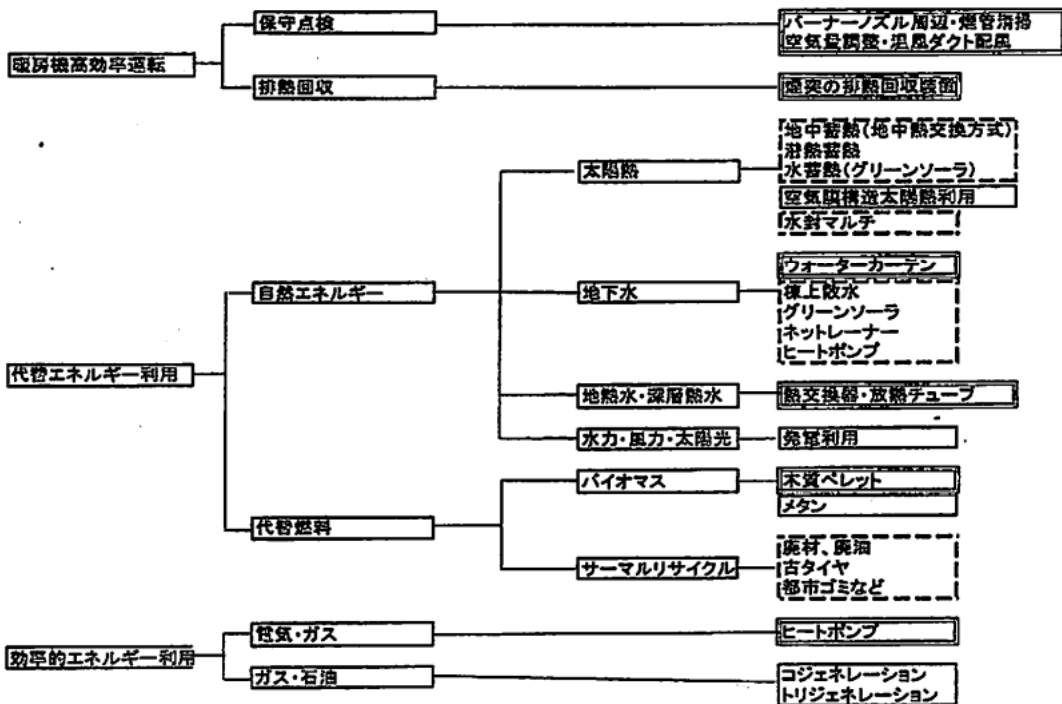 暖房機高効率運転
保守点検
バーナーノズル周辺・煙管清掃
空気量調整・温風ダクト配風
排熱回収
煙突の排熱回収装置
代替エネルギー利用
自然エネルギー
太陽熱
地中蓄熱(地中熱交換方式)
潜熱蓄熱
水蓄熱(グリーンソーラ)
空気膜構造太陽熱利用
水封マルチ
地下水
ウォーターカーテン
棟上散水
グリーンソーラ
ネットレーナー
ヒートポンプ
地熱水・深層熱水
熱交換器・放熱チューブ
水力・風力・太陽光
発電利用
代替燃料
バイオマス
木質ペレット
メタン
サーマルリサイクル
廃材、廃油
古タイヤ
都市ゴミなど
効率的エネルギー利用
電気・ガス
ヒートポンプ
ガス・石油
コジェネレーション
トリジェネレーション